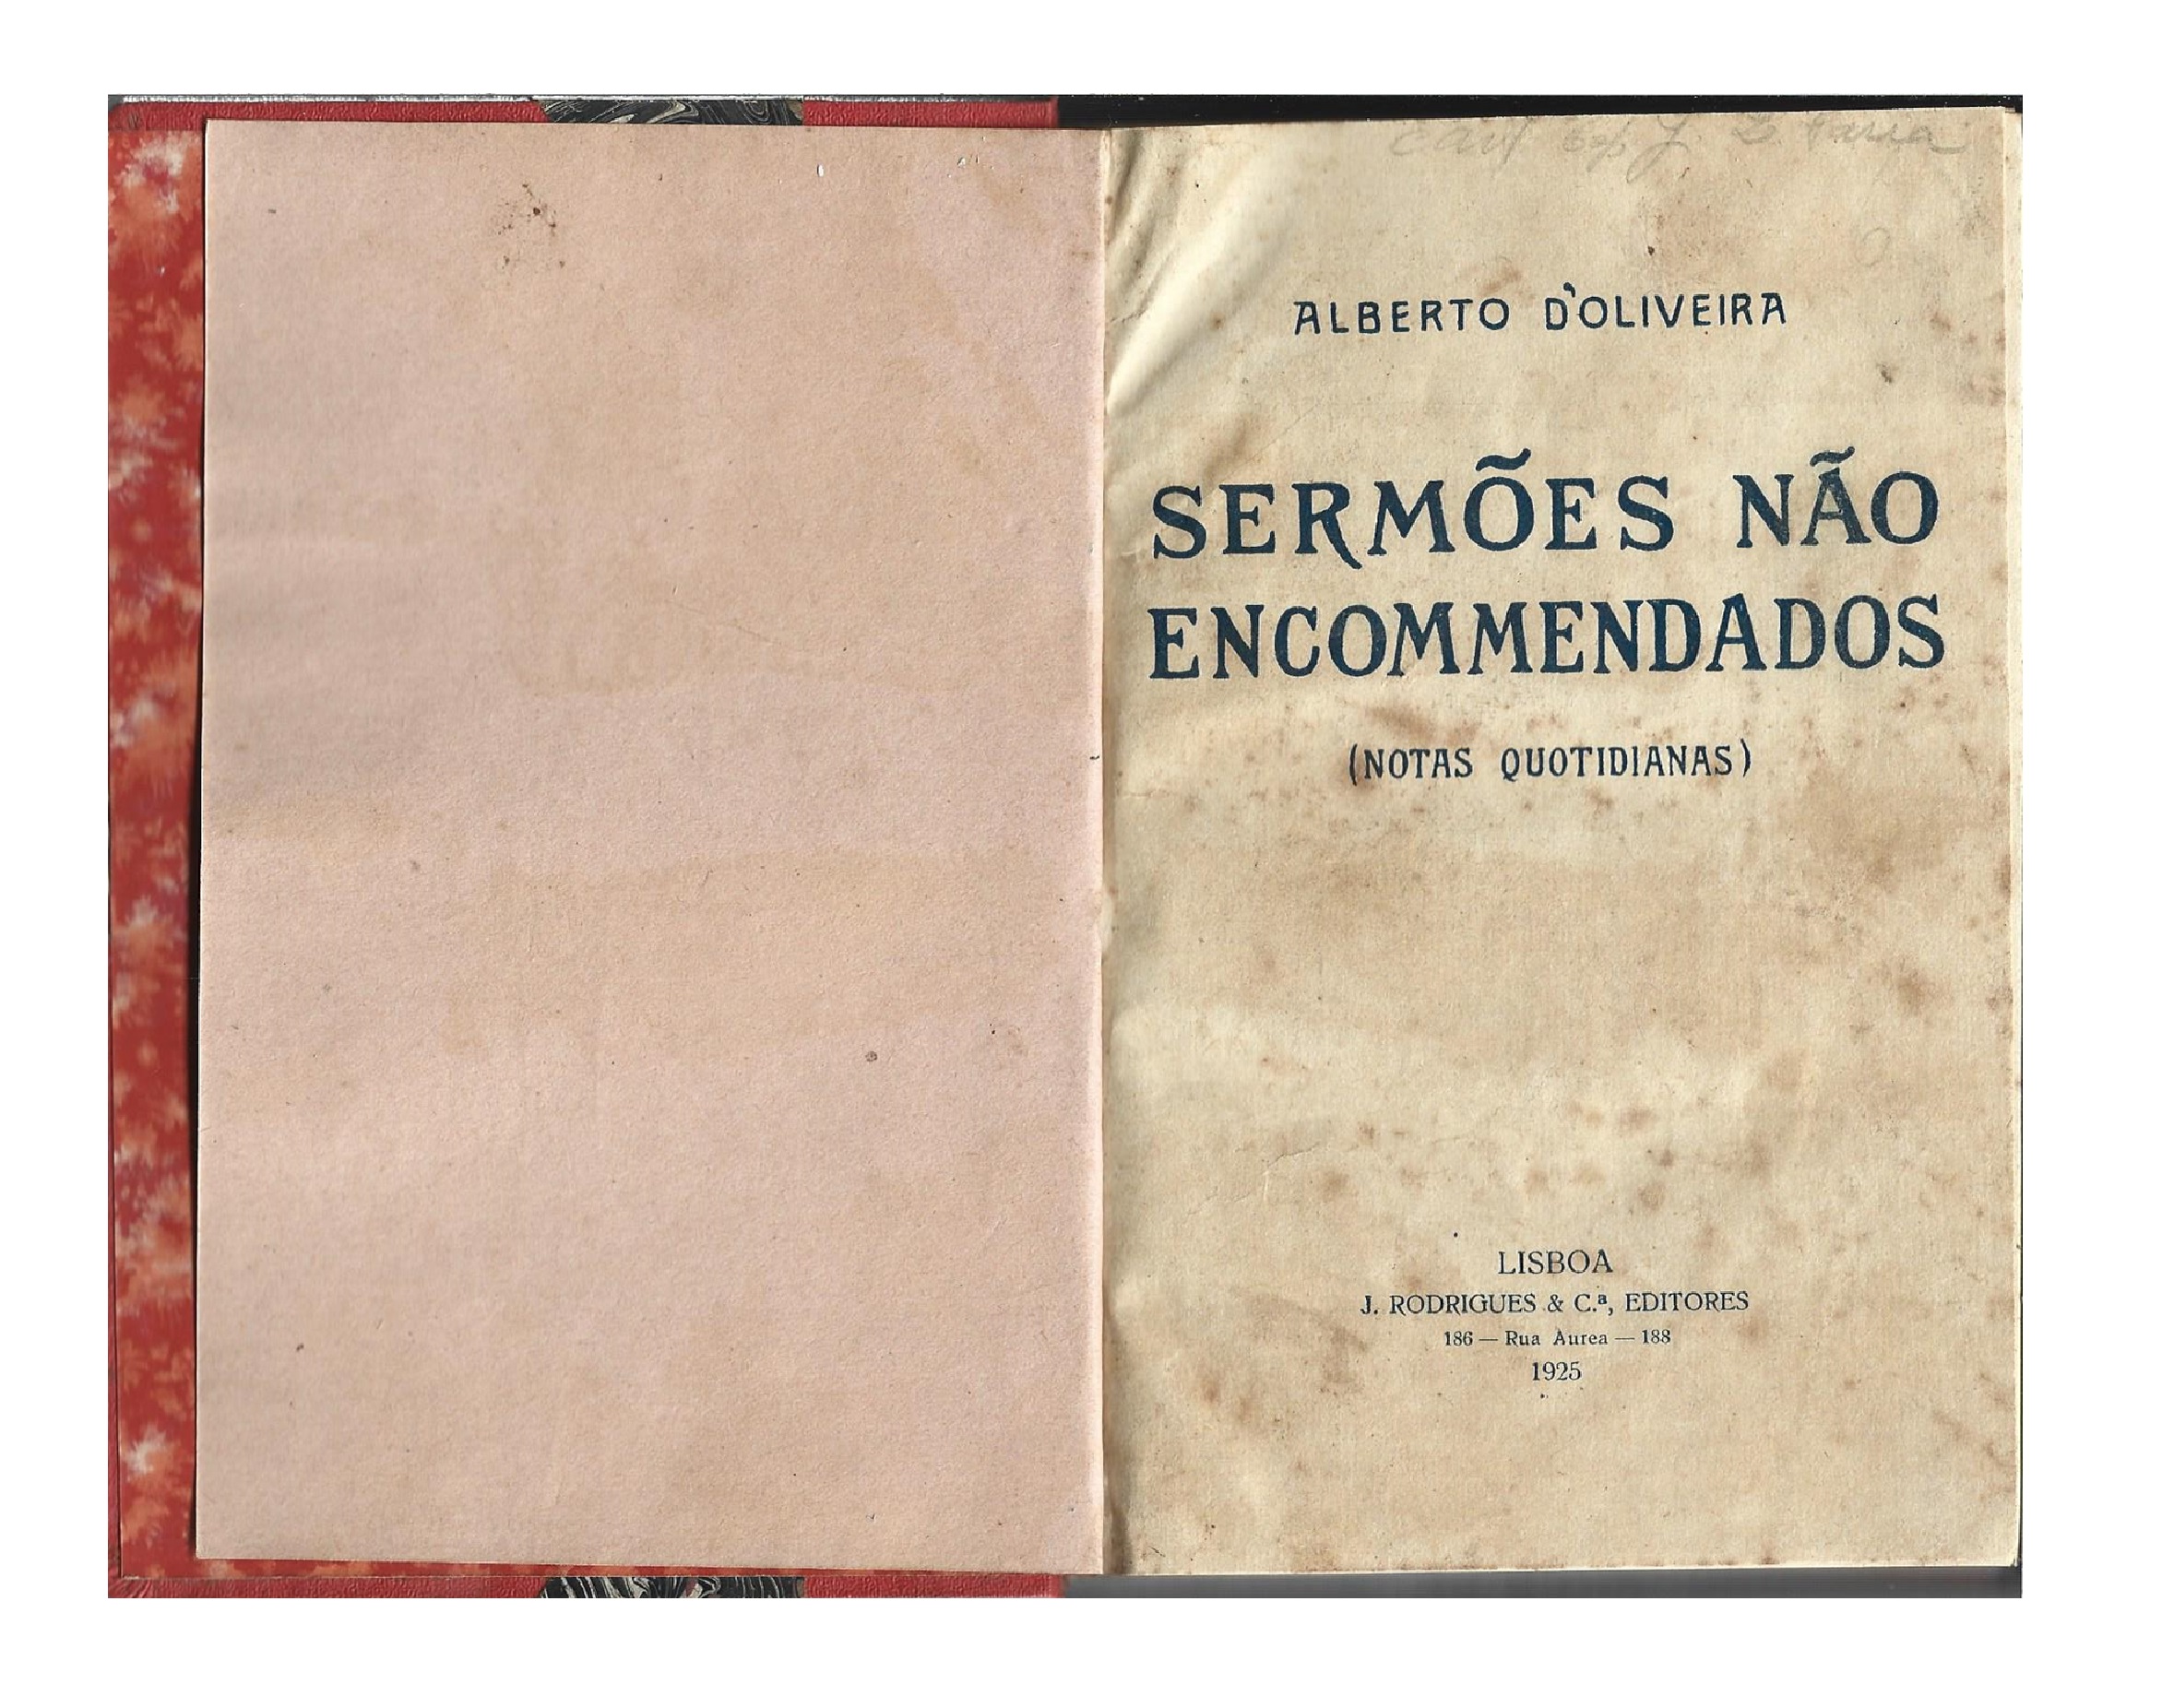 ALBERTO D'OLIVEIRA
SERMÕES NÃO
ENCOMMENDADOS
(NOTAS QUOTIDIANAS)
LISBOA
J. RODRIGUES & C.ª, EDITORES
186 — Rua Aurea — 188
1925